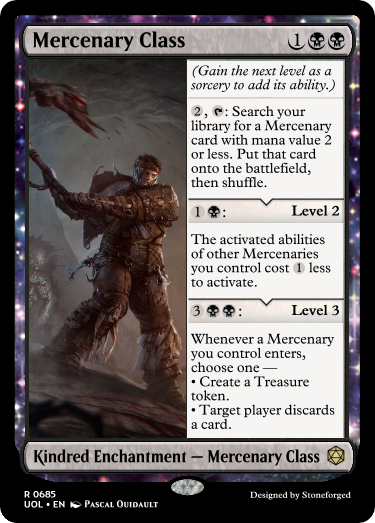 Mercenary Class 1
(Gain the next level as a
sorcery to add its ability.)
2, : Search your
library for a Mercenary
card with mana value 2
or less. Put that card
onto the battlefield,
then shuffle.
1 : Level 2
The activated abilities
of other Mercenaries
you control cost 1 less
to activate.
3 : Level 3
Whenever a Mercenary
you control enters,
choose one —
• Create a Treasure
token.
• Target player discards
a card.
Kindred Enchantment — Mercenary Class
R 0685
UOL • EN Pascal Quidault
Designed by Stoneforged